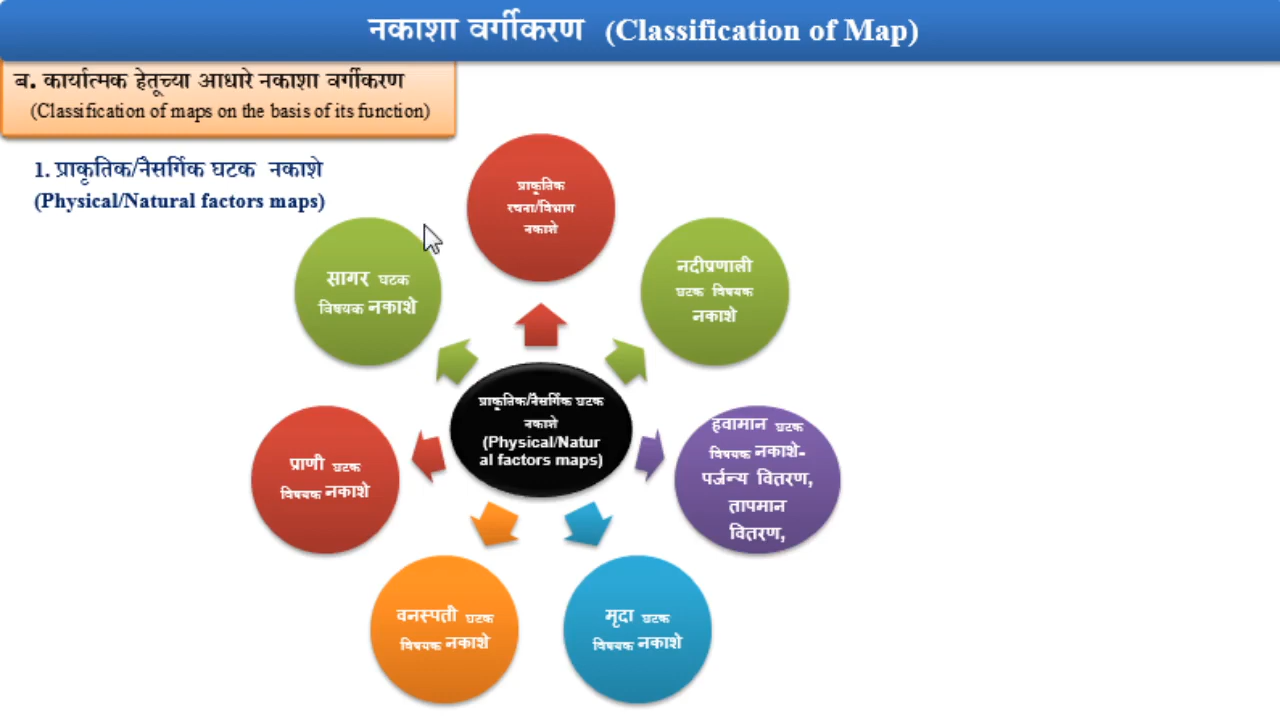 नकाशा वर्गीकरण (Classification of Map)
ब. कार्यात्मक हेतूच्या आधारे नकाशा वर्गीकरण
(Classification of maps on the basis of its function)
1. प्राकृतिक/नैसर्गिक घटक नकाशे
(Physical/Natural factors maps)
प्राकृतिक
रचना/विभाग
नकाशे
नदीप्रणाली
घटक विषयक
नकाशे
हवामान घटक
विषयक नकाशे-
पर्जन्य वितरण,
तापमान
वितरण,
मृदा घटक
विषयक नकाशे
वनस्पती घटक
विषयक नकाशे
प्राणी घटक
विषयक नकाशे
सागर घटक
विषयक नकाशे
प्राकृतिक/नैसर्गिक घटक
नकाशे
(Physical/Natur
al factors maps)